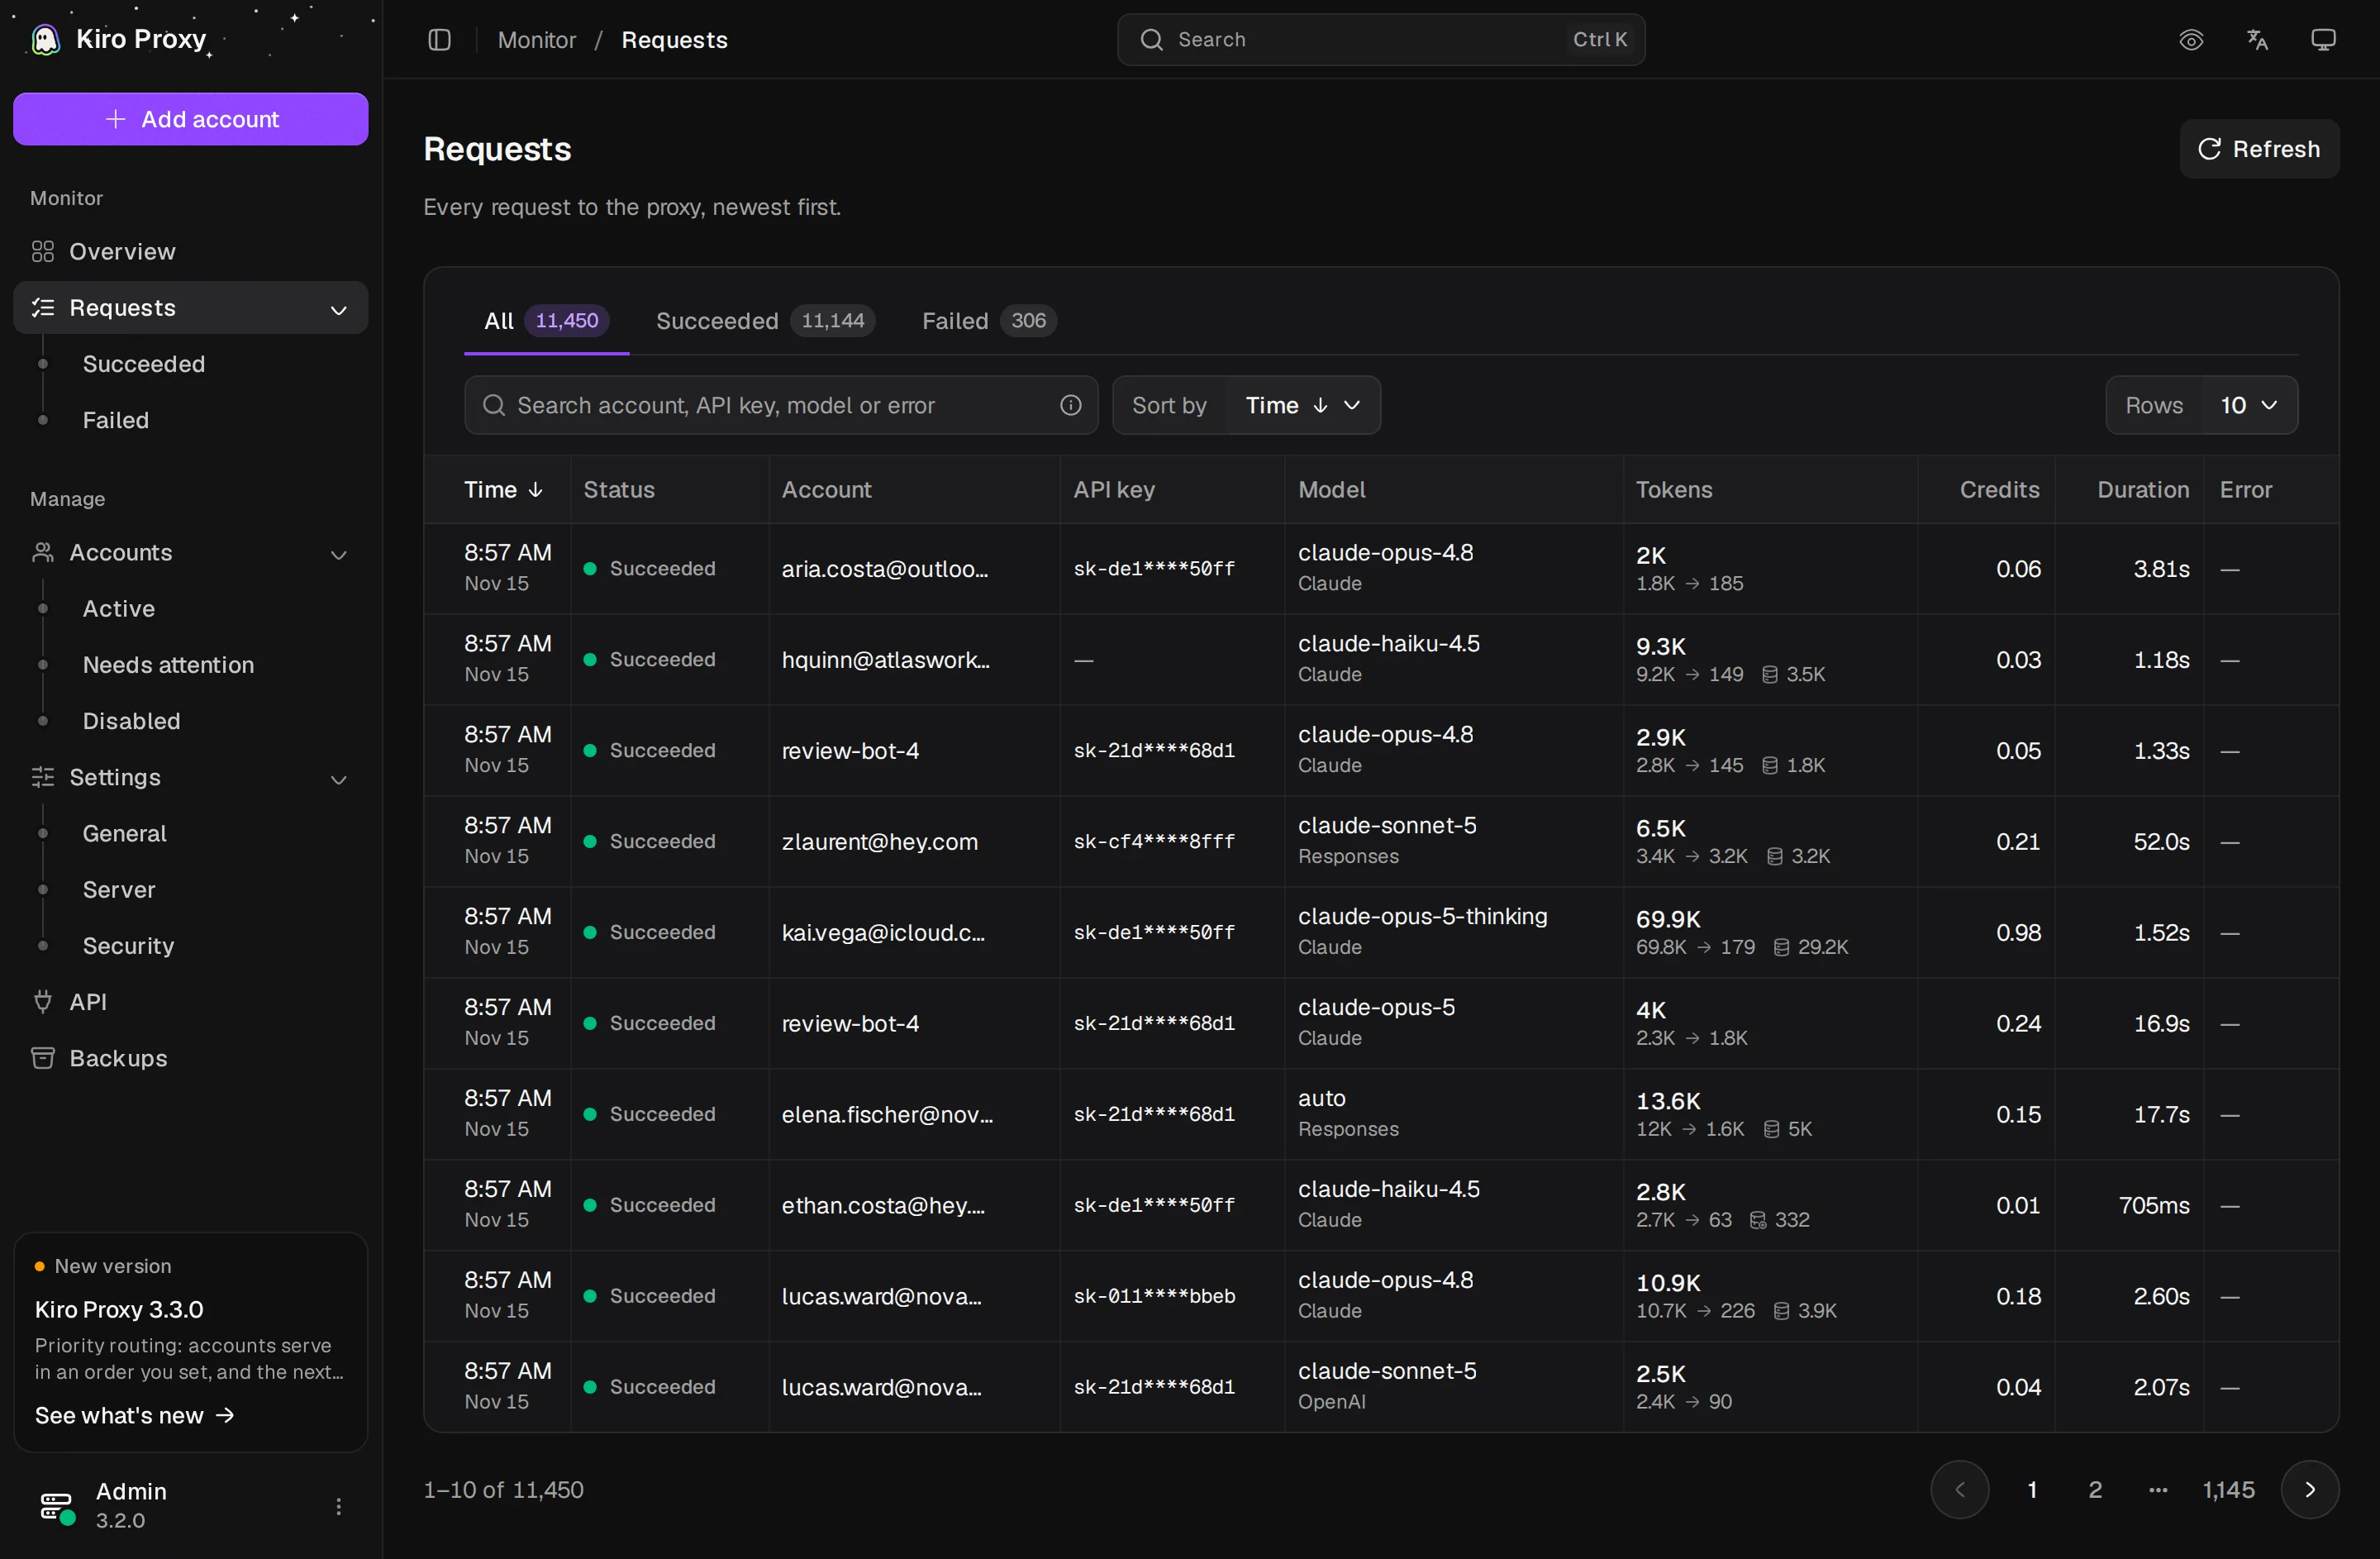 Kiro Proxy
Add account
Monitor
Overview
Requests
Succeeded
Failed
Manage
Accounts
Active
Needs attention
Disabled
Settings
General
Server
Security
API
Backups
New version
Kiro Proxy 3.3.0
Priority routing: accounts serve
in an order you set, and the next...
See what's new →
Admin
3.2.0
Monitor / Requests
Search Ctrl K
Requests
Refresh
Every request to the proxy, newest first.
All 11,450 Succeeded 11,144 Failed 306
Search account, API key, model or error
Sort by Time ↓
Rows 10
Time ↓ Status Account API key Model Tokens Credits Duration Error
8:57 AM Succeeded aria.costa@outloo... sk-de1****50ff claude-opus-4.8 2K 0.06 3.81s —
Nov 15 Claude 1.8K → 185
8:57 AM Succeeded hquinn@atlaswork... — claude-haiku-4.5 9.3K 0.03 1.18s —
Nov 15 Claude 9.2K → 149 3.5K
8:57 AM Succeeded review-bot-4 sk-21d****68d1 claude-opus-4.8 2.9K 0.05 1.33s —
Nov 15 Claude 2.8K → 145 1.8K
8:57 AM Succeeded zlaurent@hey.com sk-cf4****8fff claude-sonnet-5 6.5K 0.21 52.0s —
Nov 15 Responses 3.4K → 3.2K 3.2K
8:57 AM Succeeded kai.vega@icloud.c... sk-de1****50ff claude-opus-5-thinking 69.9K 0.98 1.52s —
Nov 15 Claude 69.8K → 179 29.2K
8:57 AM Succeeded review-bot-4 sk-21d****68d1 claude-opus-5 4K 0.24 16.9s —
Nov 15 Claude 2.3K → 1.8K
8:57 AM Succeeded elena.fischer@nov... sk-21d****68d1 auto 13.6K 0.15 17.7s —
Nov 15 Responses 12K → 1.6K 5K
8:57 AM Succeeded ethan.costa@hey.... sk-de1****50ff claude-haiku-4.5 2.8K 0.01 705ms —
Nov 15 Claude 2.7K → 63 332
8:57 AM Succeeded lucas.ward@nova... sk-011****bbeb claude-opus-4.8 10.9K 0.18 2.60s —
Nov 15 Claude 10.7K → 226 3.9K
8:57 AM Succeeded lucas.ward@nova... sk-21d****68d1 claude-sonnet-5 2.5K 0.04 2.07s —
Nov 15 OpenAI 2.4K → 90
1–10 of 11,450
1 2 ... 1,145